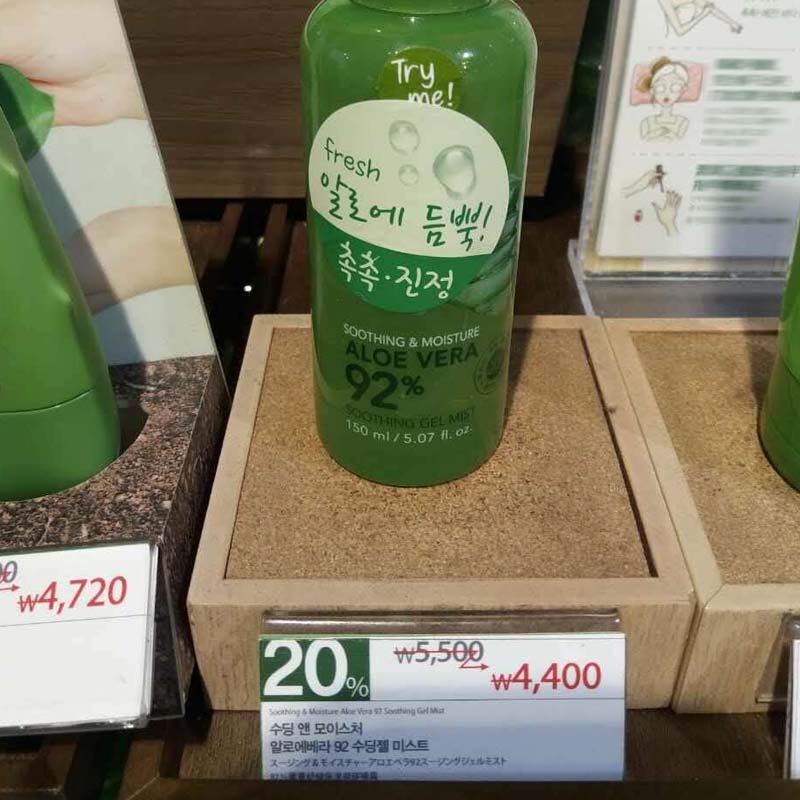 Try
me!
fresh
알로에 듬뿍!
촉촉·진정
SOOTHING & MOISTURE
ALOE VERA
92%
SOOTHING GEL MIST
150 ml / 5.07 fl. oz.
₩4,720
20%
₩5,500
₩4,400
Soothing & Moisture Aloe Vera 92 Soothing Gel Mist
수딩 앤 모이스처
알로에베라 92 수딩젤 미스트
スージング&モイスチャーアロエベラ92スージングジェルミスト